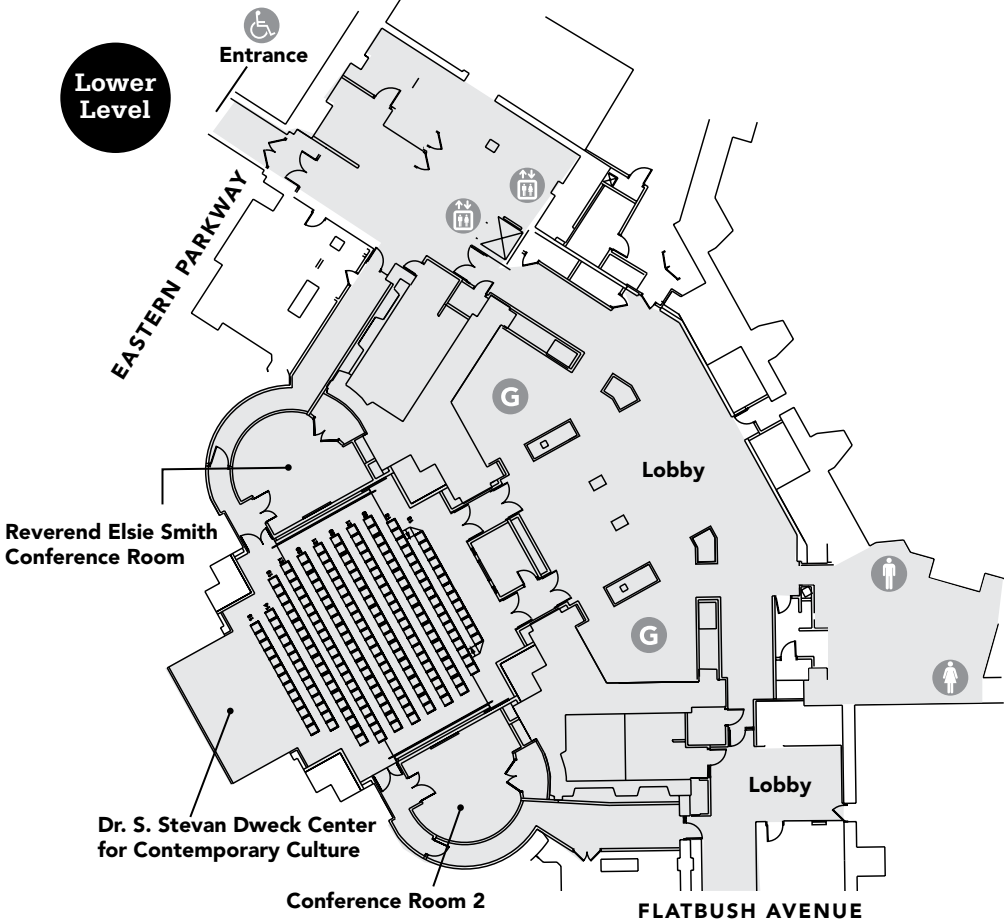 Entrance
Lower
Level
EASTERN PARKWAY
G
Lobby
Reverend Elsie Smith
Conference Room
G
Lobby
Dr. S. Stevan Dweck Center
for Contemporary Culture
Conference Room 2
FLATBUSH AVENUE